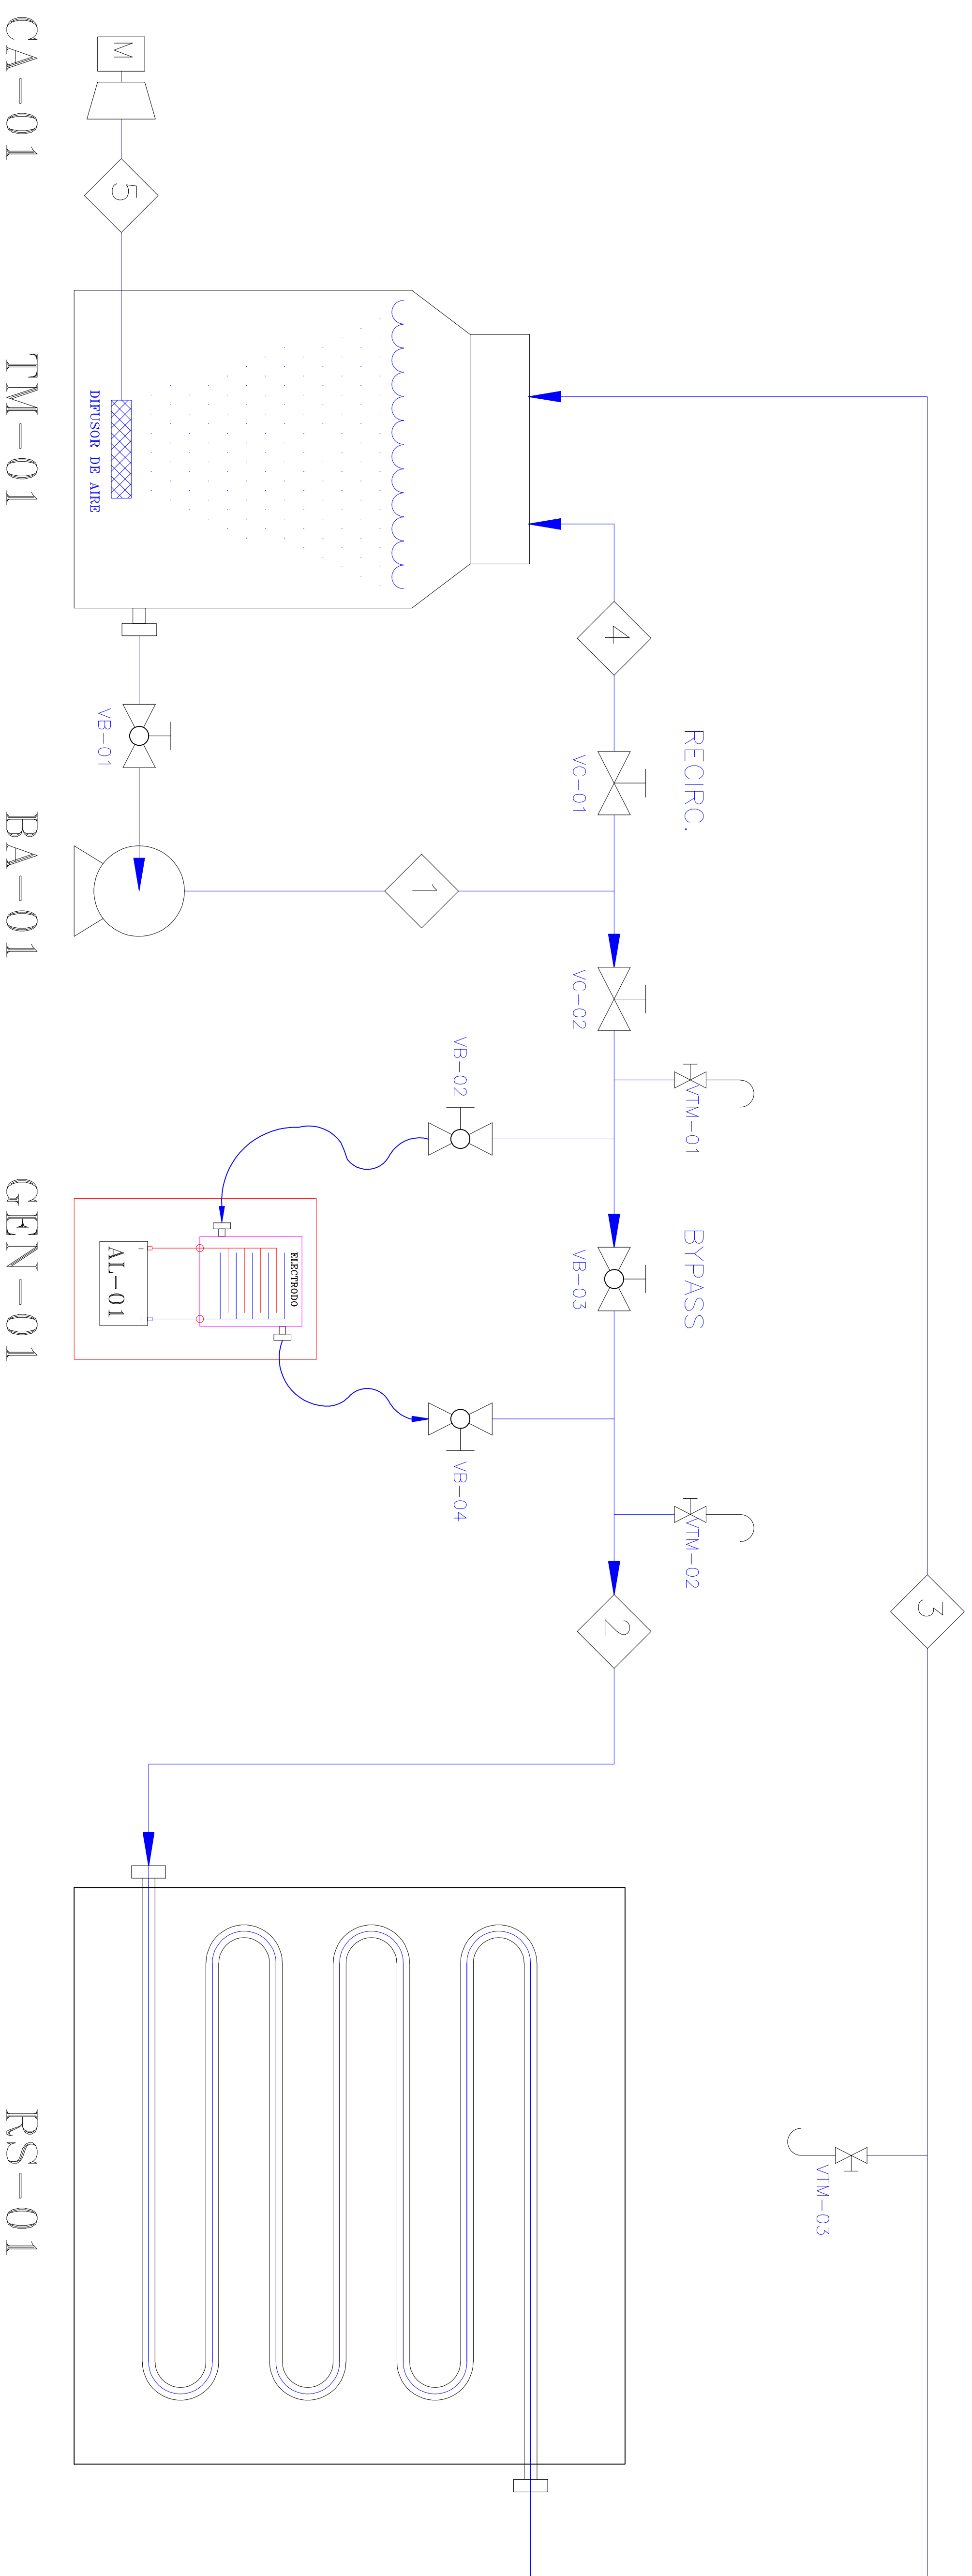 3
VTM-03
RECIRC.
BYPASS
VTM-01
VTM-02
4
VC-01
VC-02
VB-03
2
1
VB-02
VB-04
ELECTRODO
+
-
AL-01
M
5
DIFUSOR DE AIRE
VB-01
CA-01
TM-01
BA-01
GEN-01
RS-01